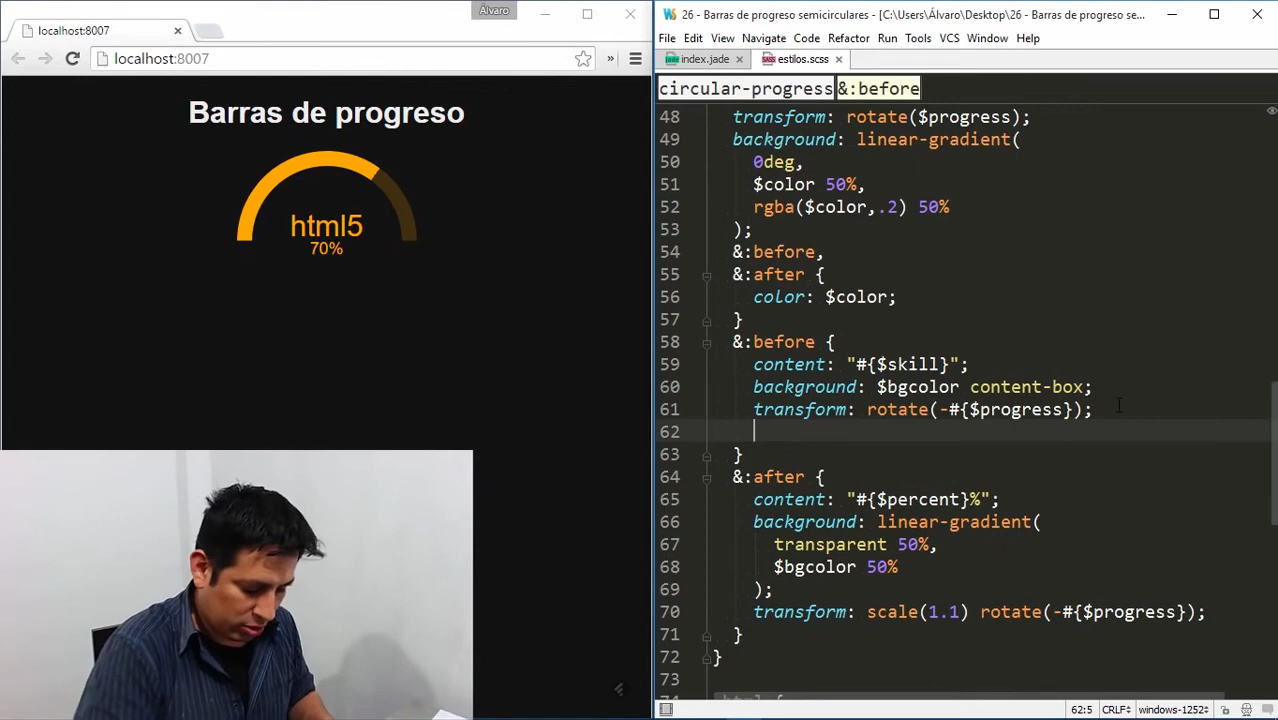 Álvaro
localhost:8007
localhost:8007
»
Barras de progreso
html5
70%
26 - Barras de progreso semicirculares - [C:\Users\Álvaro\Desktop\26 - Barras de progreso se...
File Edit View Navigate Code Refactor Run Tools VCS Window Help
index.jade estilos.scss
circular-progress &:before
48 transform: rotate($progress);
49 background: linear-gradient(
50 0deg,
51 $color 50%,
52 rgba($color,.2) 50%
53 );
54 &:before,
55 &:after {
56 color: $color;
57 }
58 &:before {
59 content: "#{$skill}";
60 background: $bgcolor content-box;
61 transform: rotate(-#{$progress});
62
63 }
64 &:after {
65 content: "#{$percent}%";
66 background: linear-gradient(
67 transparent 50%,
68 $bgcolor 50%
69 );
70 transform: scale(1.1) rotate(-#{$progress});
71 }
72 }
73
62:5 CRLF÷ windows-1252÷